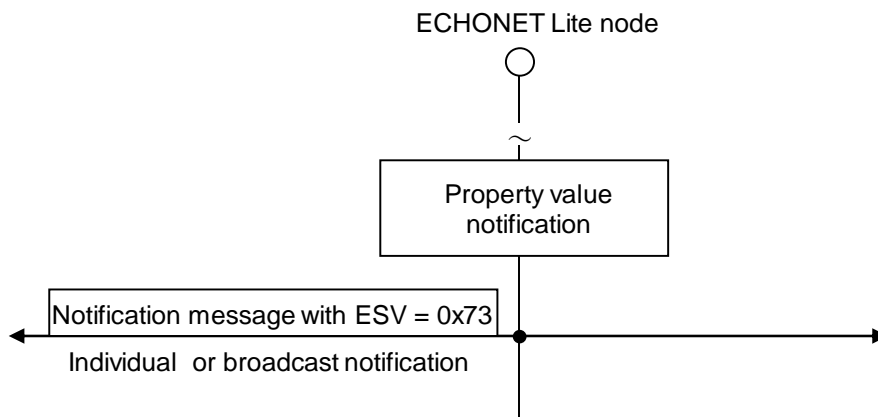 ECHONET Lite node
~
Property value
notification
Notification message with ESV = 0x73
Individual or broadcast notification